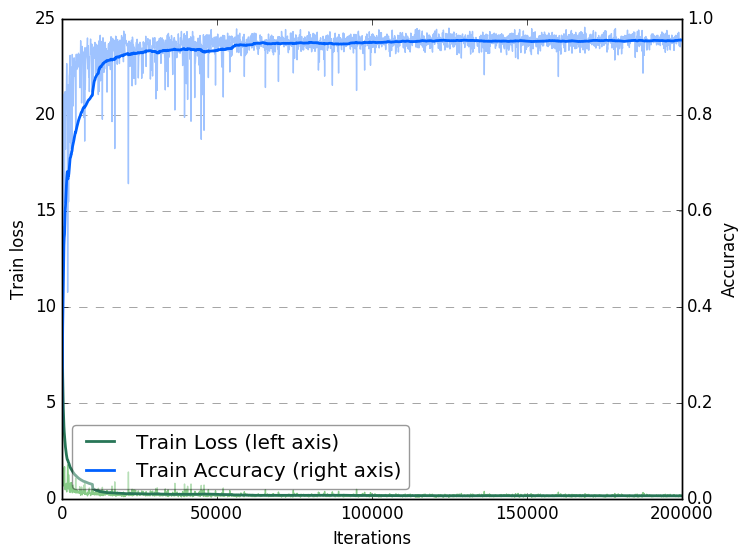 25
20
15
10
5
0
Train loss
1.0
0.8
0.6
0.4
0.2
0.0
Accuracy
Train Loss (left axis)
Train Accuracy (right axis)
0 50000 100000 150000 200000
Iterations